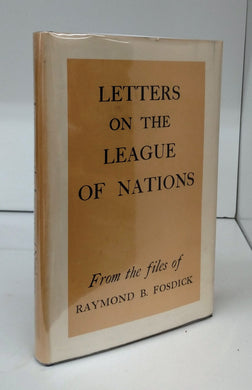 LETTERS
ON THE
LEAGUE
OF NATIONS
From the files of
RAYMOND B. FOSDICK